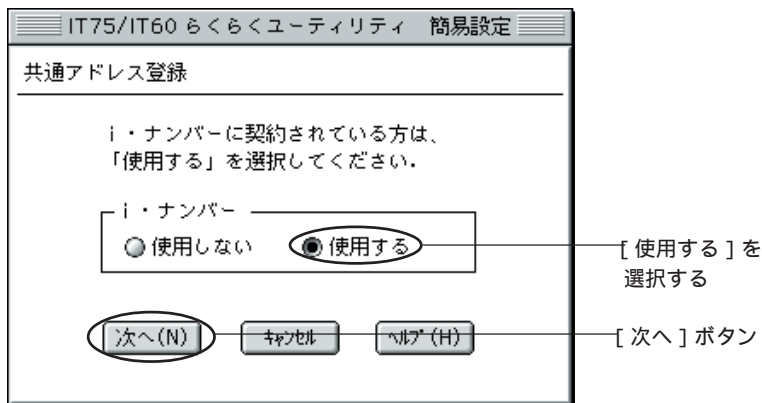 IT75/IT60 らくらくユーティリティ 簡易設定
共通アドレス登録
i・ナンバーに契約されている方は、
「使用する」を選択してください.
i・ナンバー
使用しない 使用する
[ 使用する ] を
選択する
次へ(N) ｷｬﾝｾﾙ ﾍﾙﾌﾟ(H)
[ 次へ ] ボタン